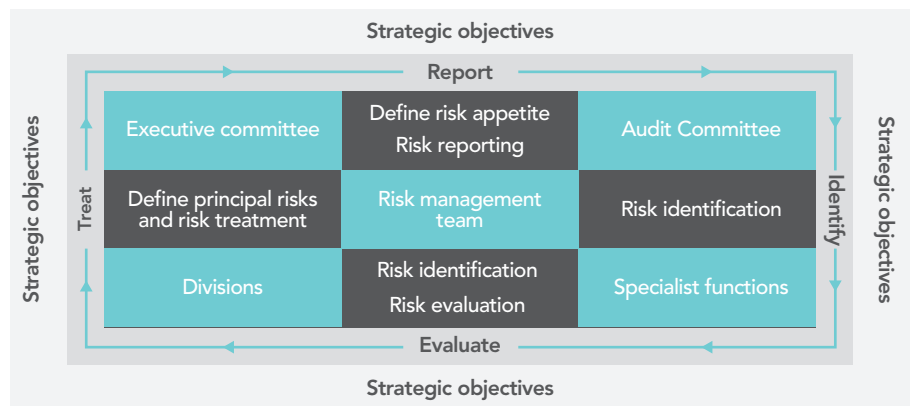 Strategic objectives
Report
Strategic objectives
Treat
Executive committee
Define risk appetite
Risk reporting
Audit Committee
Define principal risks
and risk treatment
Risk management
team
Risk identification
Divisions
Risk identification
Risk evaluation
Specialist functions
Identify
Strategic objectives
Evaluate
Strategic objectives